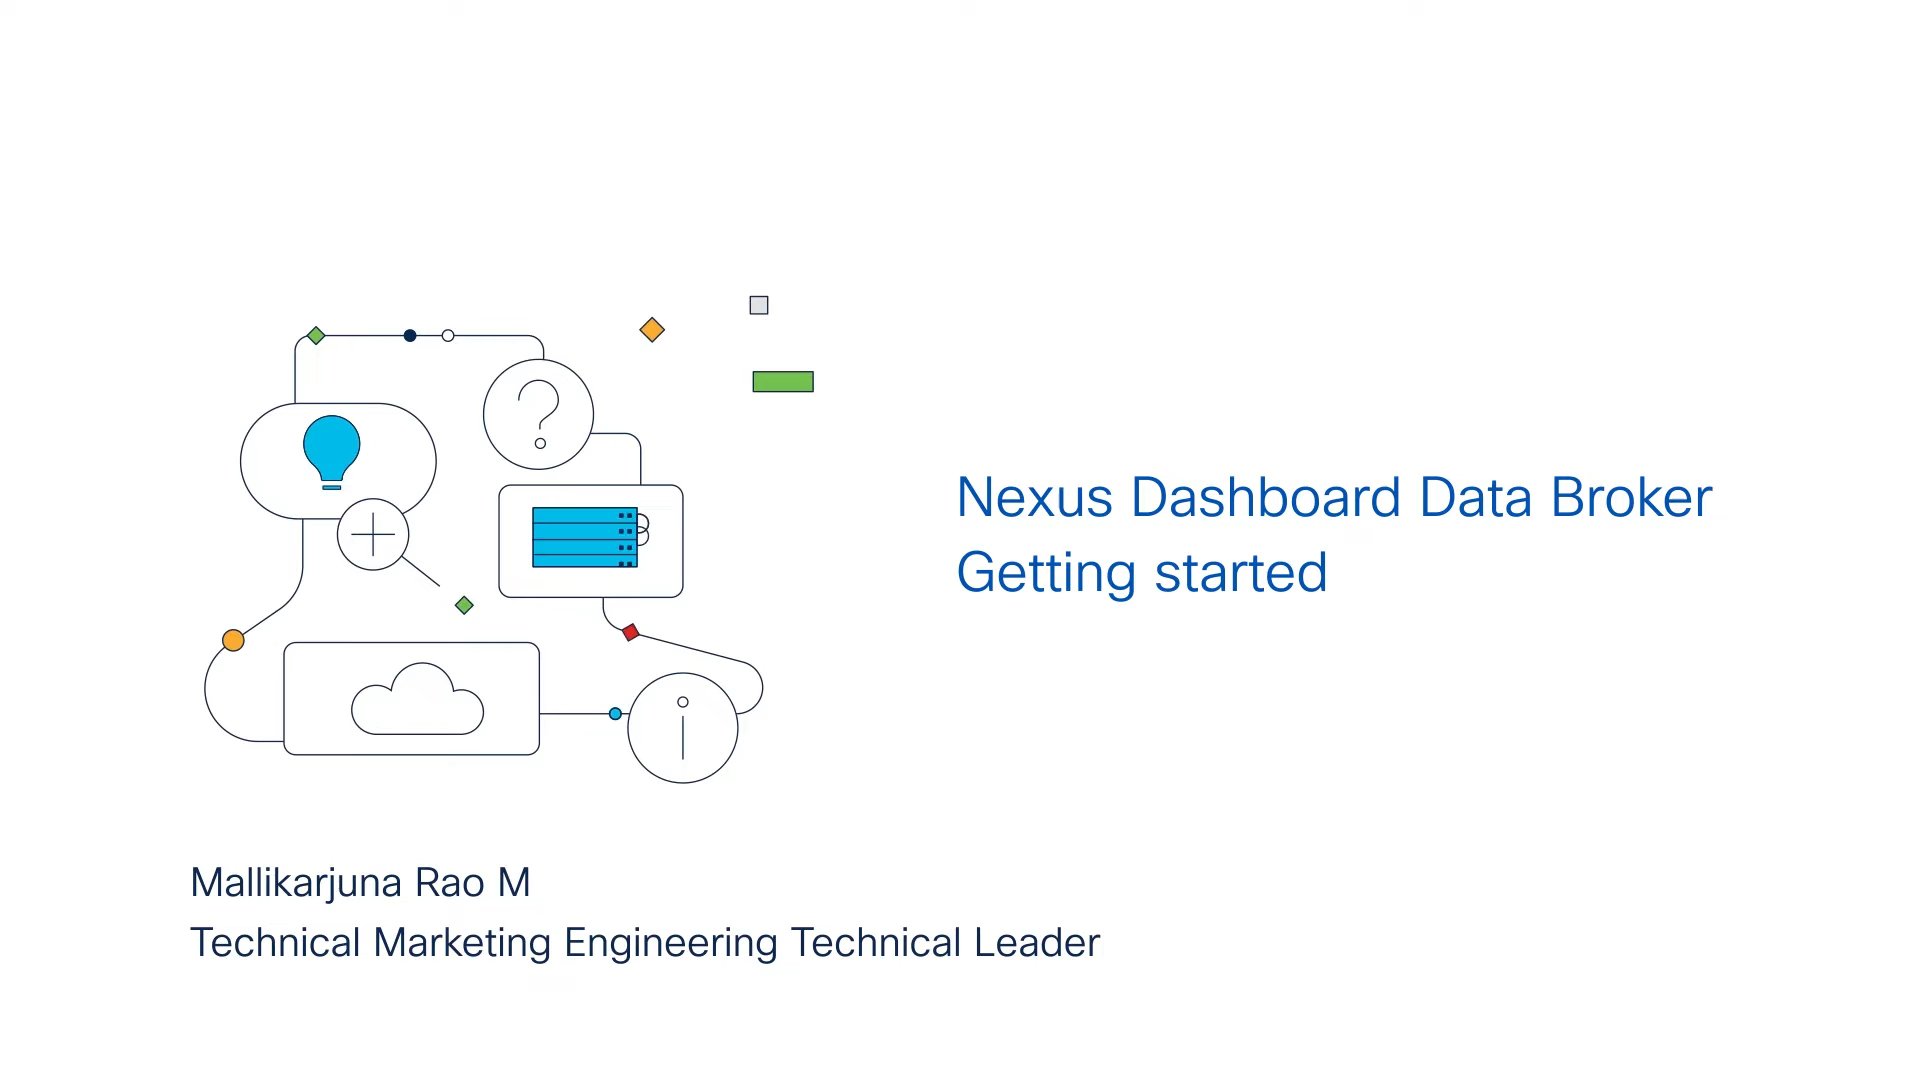 Nexus Dashboard Data Broker
Getting started
Mallikarjuna Rao M
Technical Marketing Engineering Technical Leader